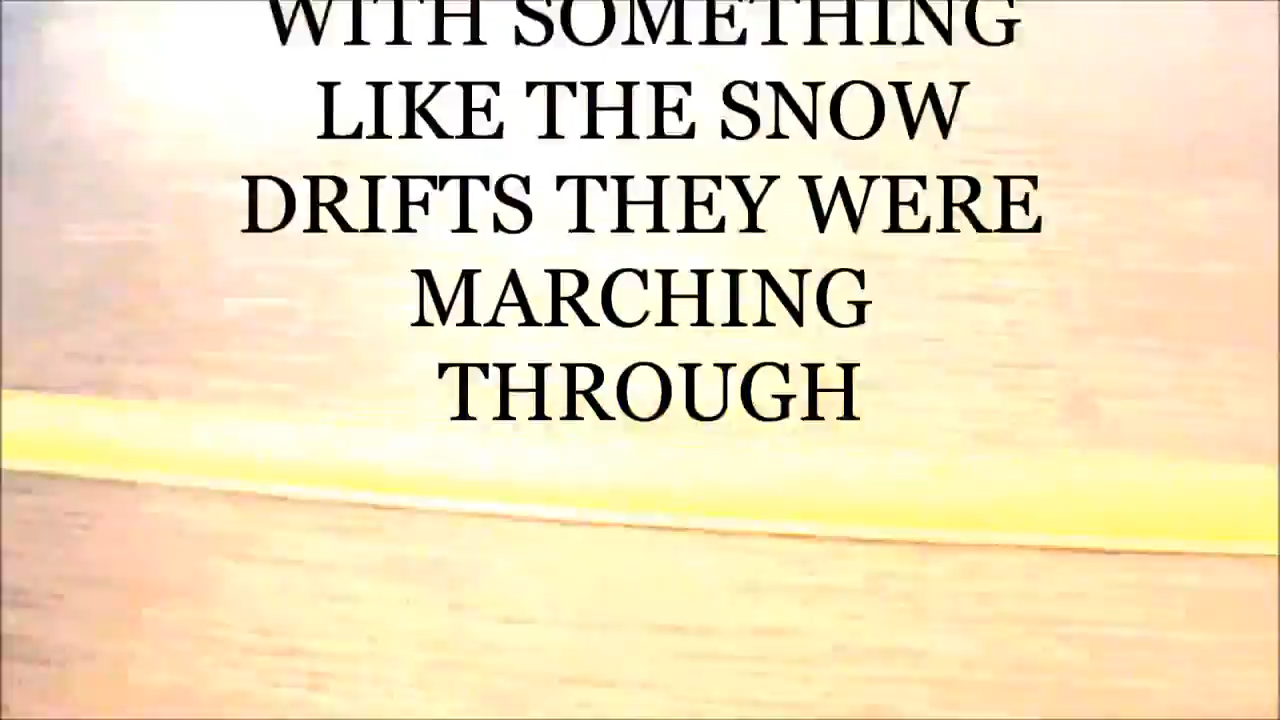 WITH SOMETHING
LIKE THE SNOW
DRIFTS THEY WERE
MARCHING
THROUGH